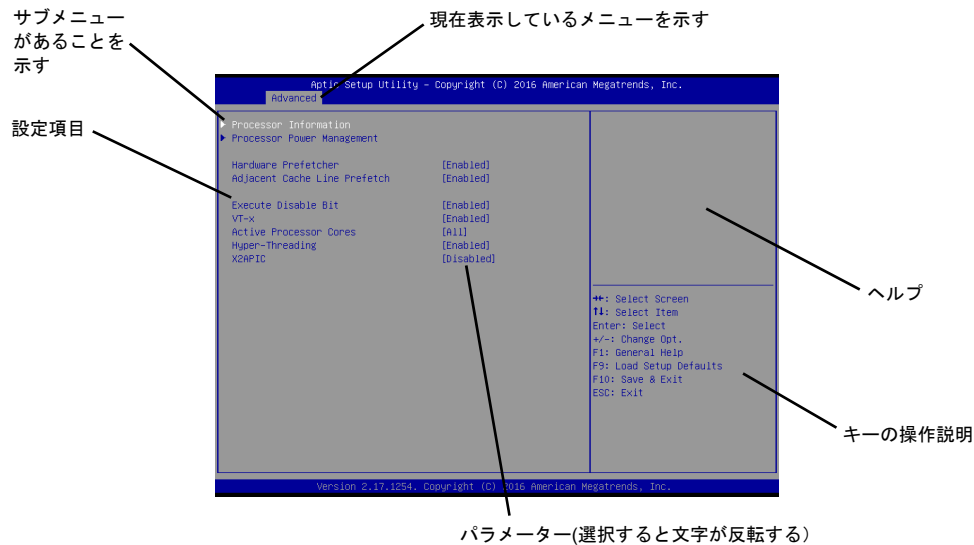 サブメニュー
があることを
示す
現在表示しているメニューを示す
設定項目
Aptio Setup Utility – Copyright (C) 2016 American Megatrends, Inc.
Advanced
Processor Information
Processor Power Management
Hardware Prefetcher [Enabled]
Adjacent Cache Line Prefetch [Enabled]
Execute Disable Bit [Enabled]
VT-x [Enabled]
Active Processor Cores [All]
Hyper-Threading [Enabled]
X2APIC [Disabled]
→←: Select Screen
↑↓: Select Item
Enter: Select
+/-: Change Opt.
F1: General Help
F9: Load Setup Defaults
F10: Save & Exit
ESC: Exit
Version 2.17.1254. Copyright (C) 2016 American Megatrends, Inc.
ヘルプ
キーの操作説明
パラメーター(選択すると文字が反転する）